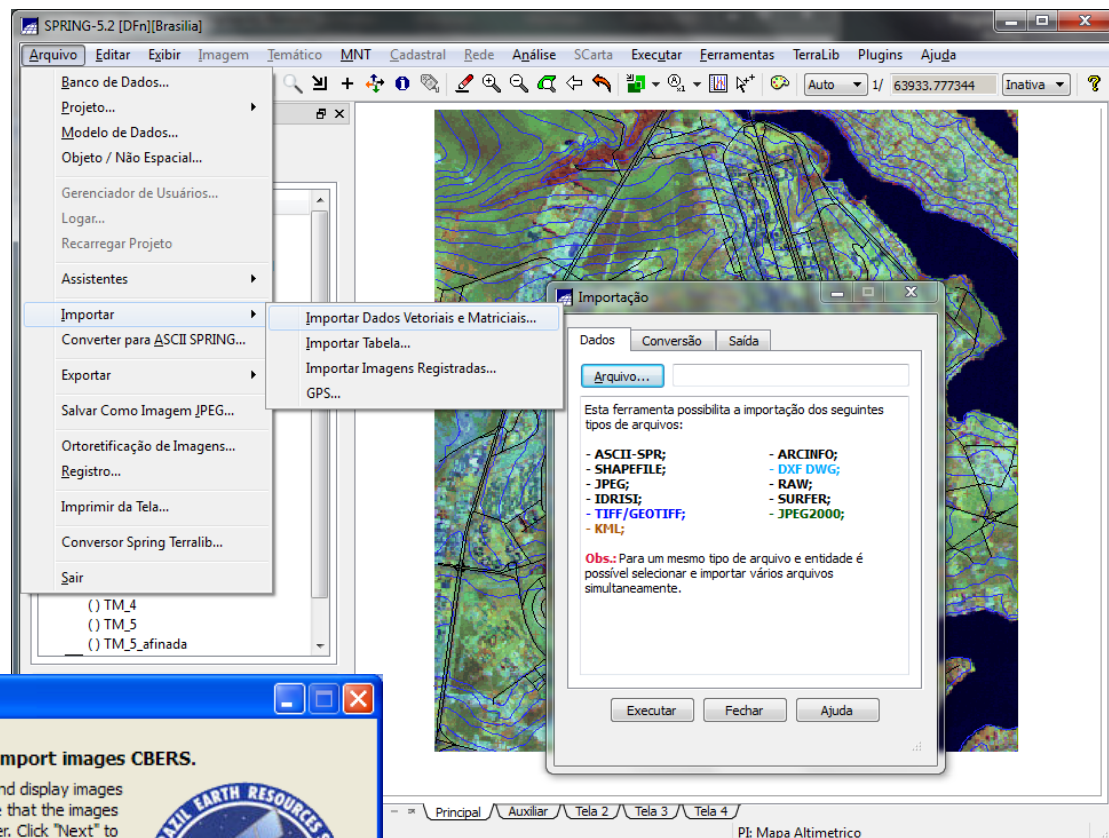 SPRING-5.2 [DFn][Brasilia]
Arquivo Editar Exibir Imagem Temático MNT Cadastral Rede Análise SCarta Executar Ferramentas TerraLib Plugins Ajuda
Auto 1/ 63933.777344 Inativa
Banco de Dados...
Projeto...
Modelo de Dados...
Objeto / Não Espacial...
Gerenciador de Usuários...
Logar...
Recarregar Projeto
Assistentes
Importar
Converter para ASCII SPRING...
Exportar
Salvar Como Imagem JPEG...
Ortoretificação de Imagens...
Registro...
Imprimir da Tela...
Conversor Spring Terralib...
Sair
Importar Dados Vetoriais e Matriciais...
Importar Tabela...
Importar Imagens Registradas...
GPS...
Importação
Dados Conversão Saída
Arquivo...
Esta ferramenta possibilita a importação dos seguintes
tipos de arquivos:
- ASCII-SPR; - ARCINFO;
- SHAPEFILE; - DXF DWG;
- JPEG; - RAW;
- IDRISI; - SURFER;
- TIFF/GEOTIFF; - JPEG2000;
- KML;
Obs.: Para um mesmo tipo de arquivo e entidade é
possível selecionar e importar vários arquivos
simultaneamente.
Executar Fechar Ajuda
() TM_4
() TM_5
() TM_5_afinada
mport images CBERS.
nd display images
e that the images
er. Click "Next" to
EARTH RESOURCES S
Principal Auxiliar Tela 2 Tela 3 Tela 4
PI: Mapa Altimetrico